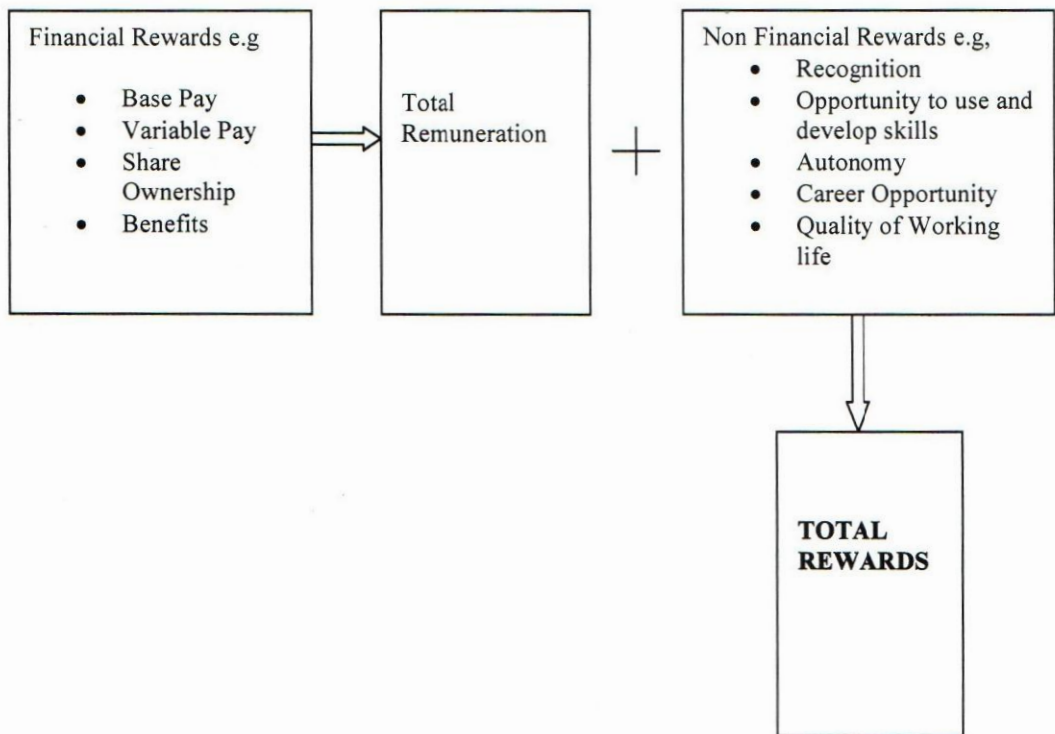 Financial Rewards e.g
• Base Pay
• Variable Pay
• Share
Ownership
• Benefits
Total
Remuneration
Non Financial Rewards e.g,
• Recognition
• Opportunity to use and
develop skills
• Autonomy
• Career Opportunity
• Quality of Working
life
TOTAL
REWARDS